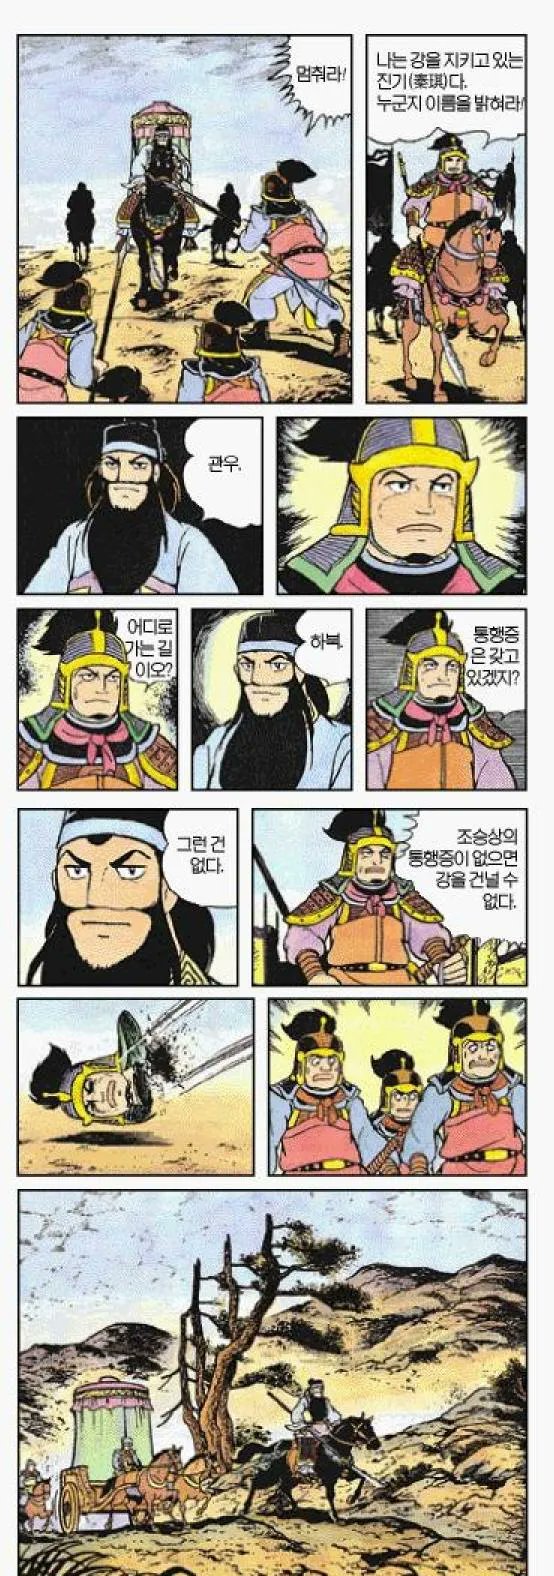 멈춰라!
나는 강을 지키고 있는
진기(秦琪)다.
누군지 이름을 밝혀라!
관우.
어디로
가는 길
이오?
하북.
통행증
은 갖고
있겠지?
그런 건
없다.
조승상의
통행증이 없으면
강을 건널 수
없다.